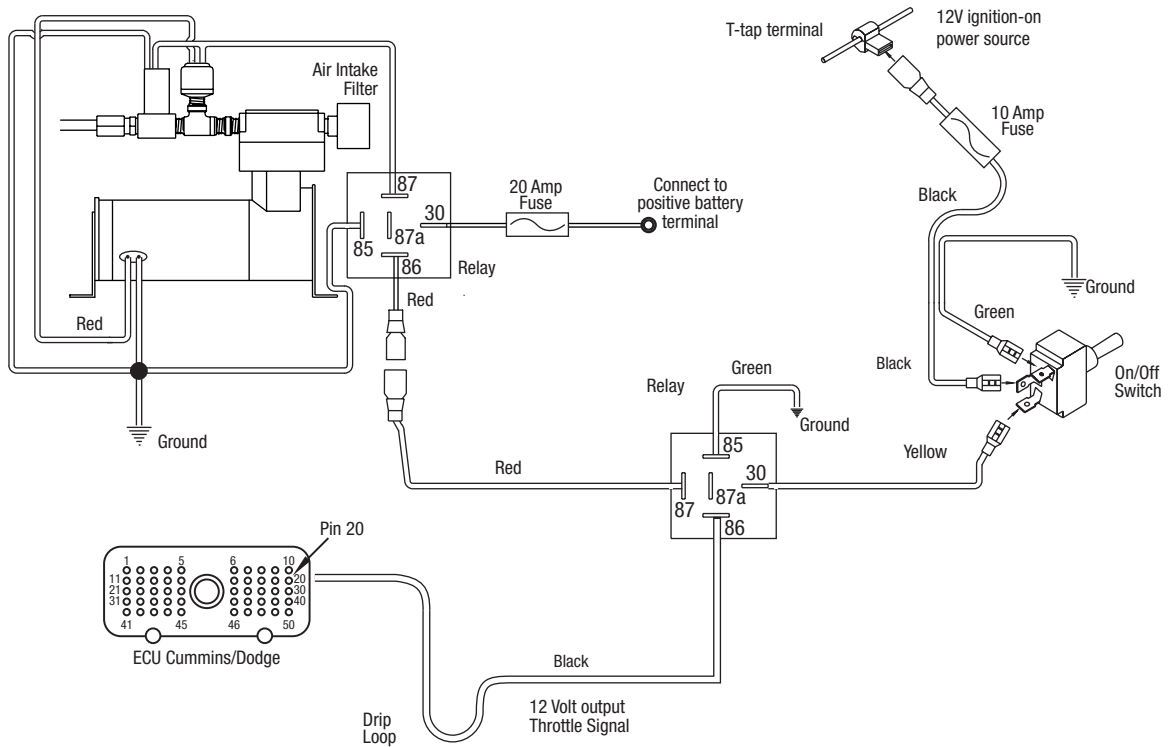 T-tap terminal
12V ignition-on
power source
Air Intake
Filter
10 Amp
Fuse
87
30
85
87a
86
Relay
20 Amp
Fuse
Connect to
positive battery
terminal
Black
Ground
Red
Red
Green
Black
On/Off
Switch
Ground
Relay
Green
Ground
Yellow
Red
85
30
87
87a
86
Pin 20
1
5
6
10
11
20
21
30
31
40
41
45
46
50
ECU Cummins/Dodge
Black
12 Volt output
Throttle Signal
Drip
Loop